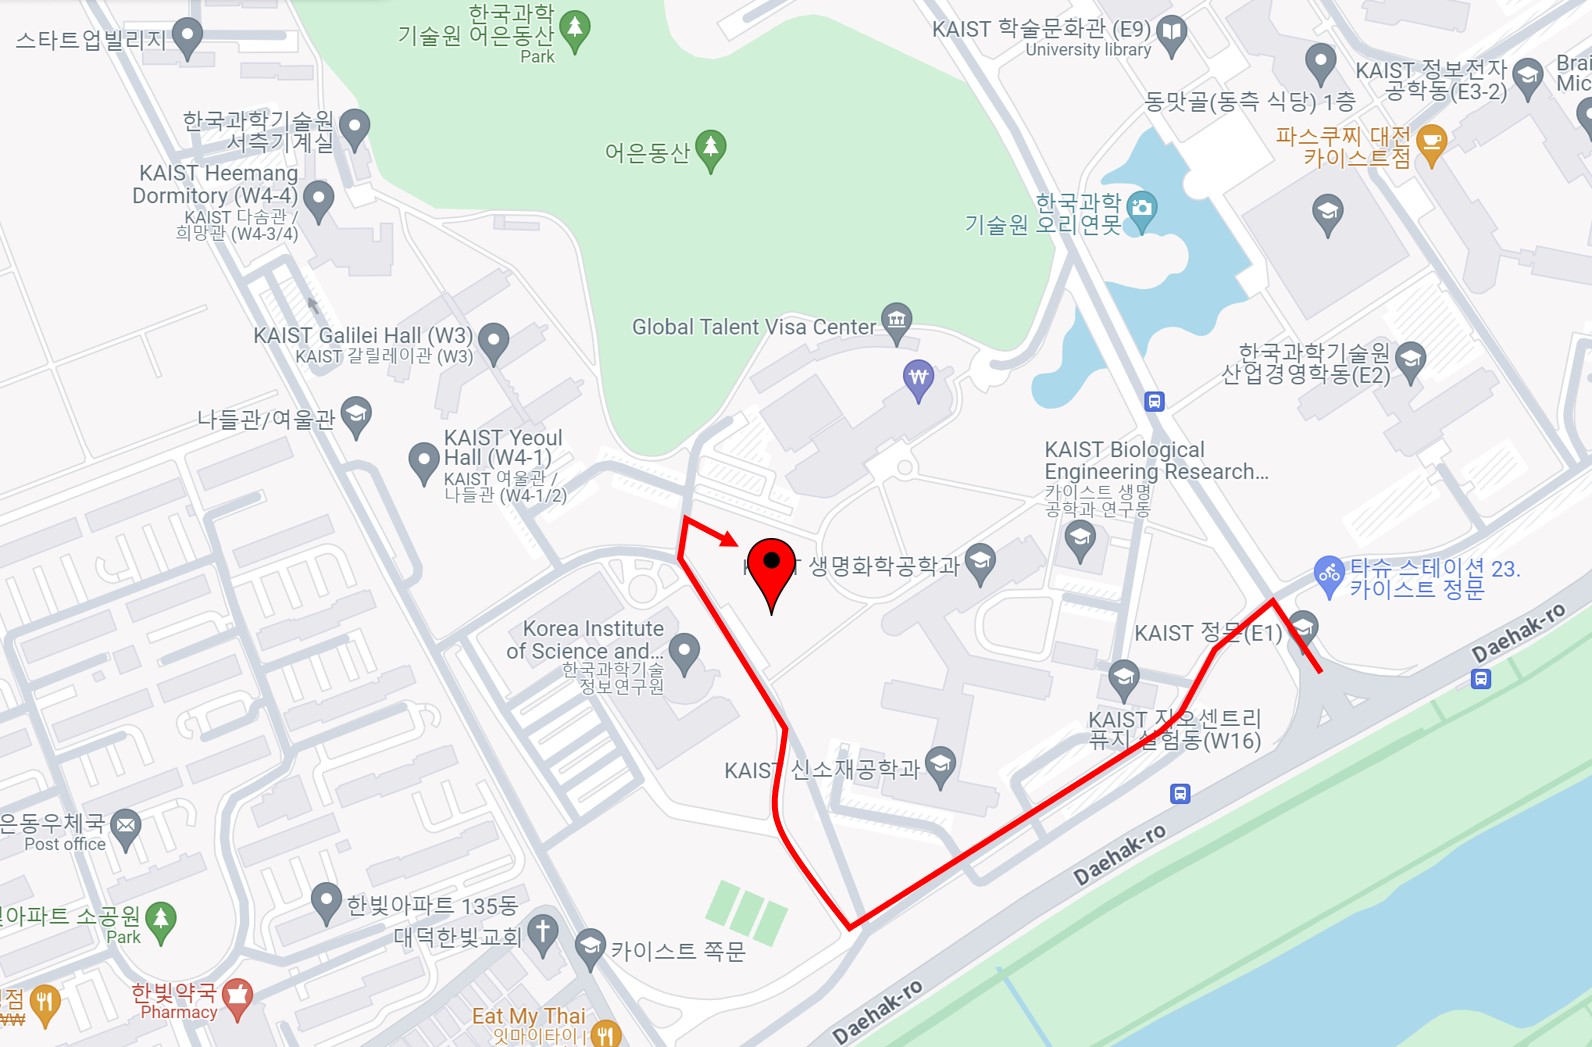 스타트업빌리지
한국과학
기술원 어은동산
Park
KAIST 학술문화관 (E9)
University library
KAIST 정보전자
공학동(E3-2)
동맛골(동측 식당) 1층
파스쿠찌 대전
카이스트점
한국과학기술원
서측기계실
어은동산
KAIST Heemang
Dormitory (W4-4)
KAIST 다솜관 /
희망관 (W4-3/4)
한국과학
기술원 오리연못
Global Talent Visa Center
KAIST Galilei Hall (W3)
KAIST 갈릴레이관 (W3)
한국과학기술원
산업경영학동(E2)
나들관/여울관
KAIST Yeoul
Hall (W4-1)
KAIST 여울관 /
나들관 (W4-1/2)
KAIST Biological
Engineering Research...
카이스트 생명
공학과 연구동
생명화학공학과
타슈 스테이션 23.
카이스트 정문
KAIST 정문(E1)
Daehak-ro
Korea Institute
of Science and...
한국과학기술
정보연구원
KAIST 지오센트리
퓨지 실험동(W16)
KAIST 신소재공학과
Daehak-ro
은동우체국
Post office
한빛아파트 135동
대덕한빛교회
카이스트 쪽문
아파트 소공원
Park
한빛약국
Pharmacy
Eat My Thai
잇마이타이 |
Daehak-ro